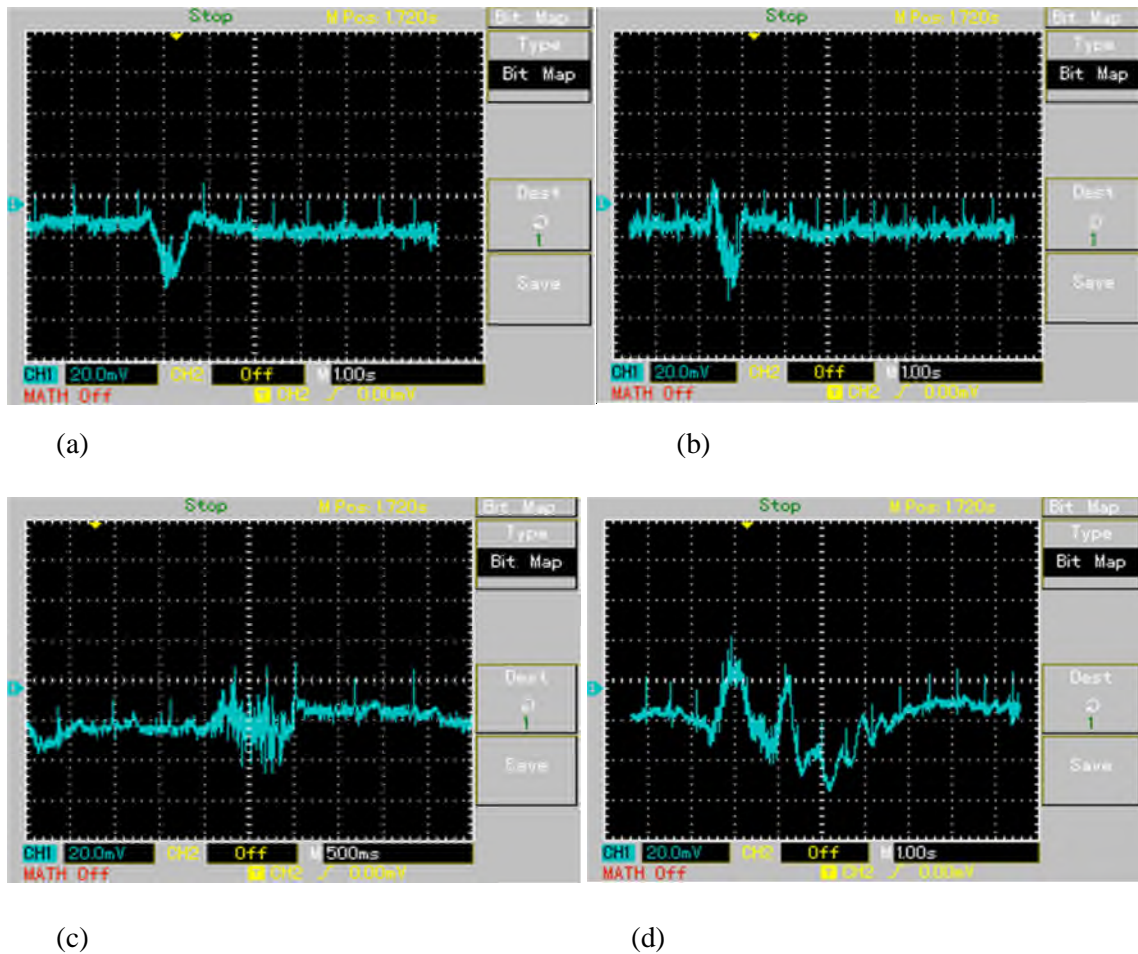 Stop M Pos: 1.720s Bit Map
Type
Bit Map
Dest
1
Save
CH1 20.0mV CH2 Off M 1.00s
MATH Off CH2 0.00mV
(a)
Stop M Pos: 1.720s Bit Map
Type
Bit Map
Dest
1
Save
CH1 20.0mV CH2 Off M 1.00s
MATH Off CH2 0.00mV
(b)
Stop M Pos: 1.720s Bit Map
Type
Bit Map
Dest
1
Save
CH1 20.0mV CH2 Off M 500ms
MATH Off CH2 0.00mV
(c)
Stop M Pos: 1.720s Bit Map
Type
Bit Map
Dest
1
Save
CH1 20.0mV CH2 Off M 1.00s
MATH Off CH2 0.00mV
(d)